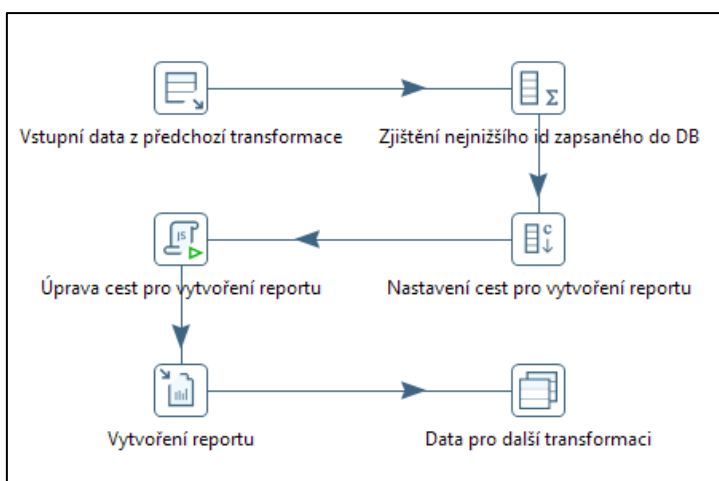 Vstupní data z předchozí transformace
Zjištění nejnižšího id zapsaného do DB
Úprava cest pro vytvoření reportu
Nastavení cest pro vytvoření reportu
Vytvoření reportu
Data pro další transformaci